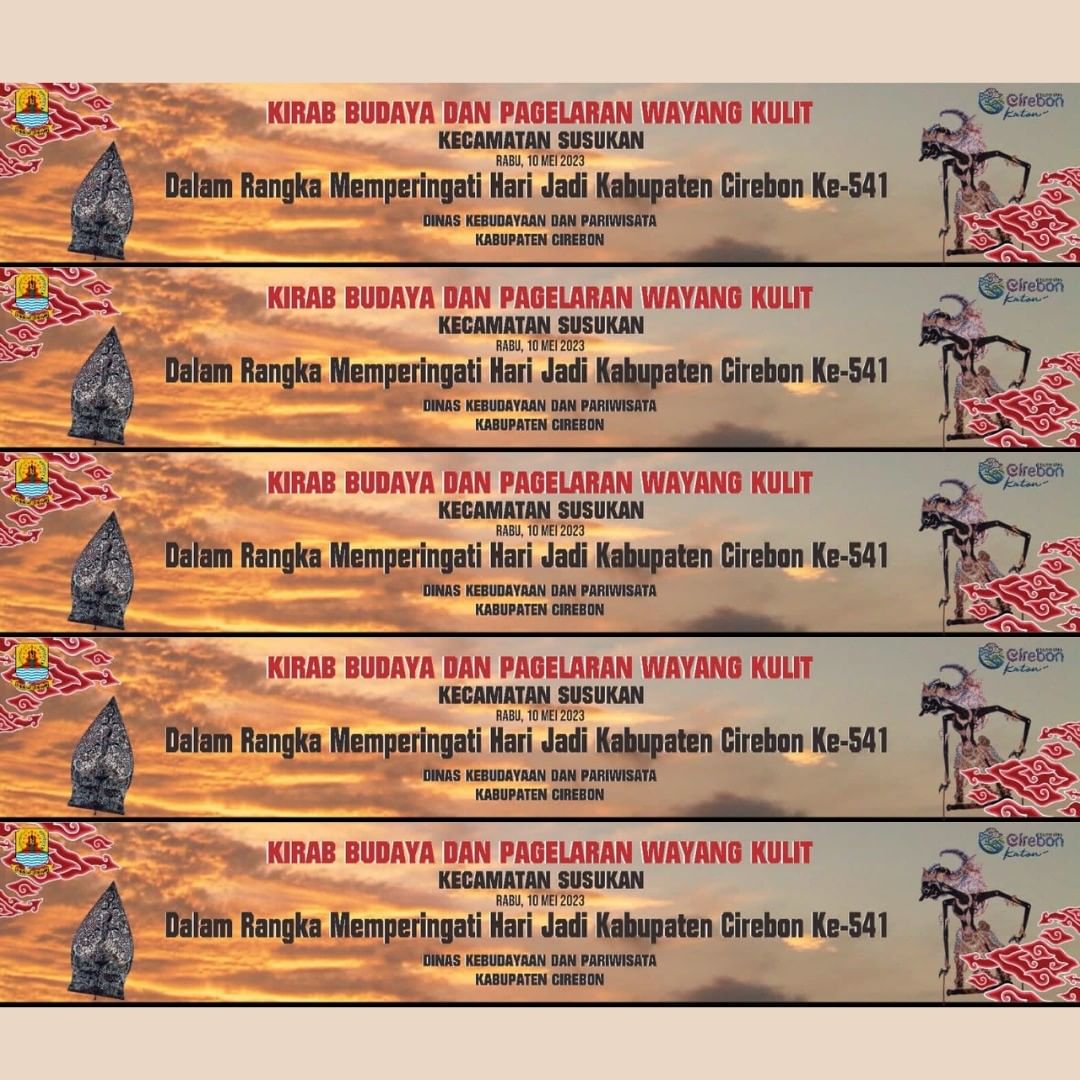 Cirebon
Katon
KIRAB BUDAYA DAN PAGELARAN WAYANG KULIT
KECAMATAN SUSUKAN
RABU, 10 MEI 2023
Dalam Rangka Memperingati Hari Jadi Kabupaten Cirebon Ke-541
DINAS KEBUDAYAAN DAN PARIWISATA
KABUPATEN CIREBON
Cirebon
Katon
KIRAB BUDAYA DAN PAGELARAN WAYANG KULIT
KECAMATAN SUSUKAN
RABU, 10 MEI 2023
Dalam Rangka Memperingati Hari Jadi Kabupaten Cirebon Ke-541
DINAS KEBUDAYAAN DAN PARIWISATA
KABUPATEN CIREBON
Cirebon
Katon
KIRAB BUDAYA DAN PAGELARAN WAYANG KULIT
KECAMATAN SUSUKAN
RABU, 10 MEI 2023
Dalam Rangka Memperingati Hari Jadi Kabupaten Cirebon Ke-541
DINAS KEBUDAYAAN DAN PARIWISATA
KABUPATEN CIREBON
Cirebon
Katon
KIRAB BUDAYA DAN PAGELARAN WAYANG KULIT
KECAMATAN SUSUKAN
RABU, 10 MEI 2023
Dalam Rangka Memperingati Hari Jadi Kabupaten Cirebon Ke-541
DINAS KEBUDAYAAN DAN PARIWISATA
KABUPATEN CIREBON
Cirebon
Katon
KIRAB BUDAYA DAN PAGELARAN WAYANG KULIT
KECAMATAN SUSUKAN
RABU, 10 MEI 2023
Dalam Rangka Memperingati Hari Jadi Kabupaten Cirebon Ke-541
DINAS KEBUDAYAAN DAN PARIWISATA
KABUPATEN CIREBON